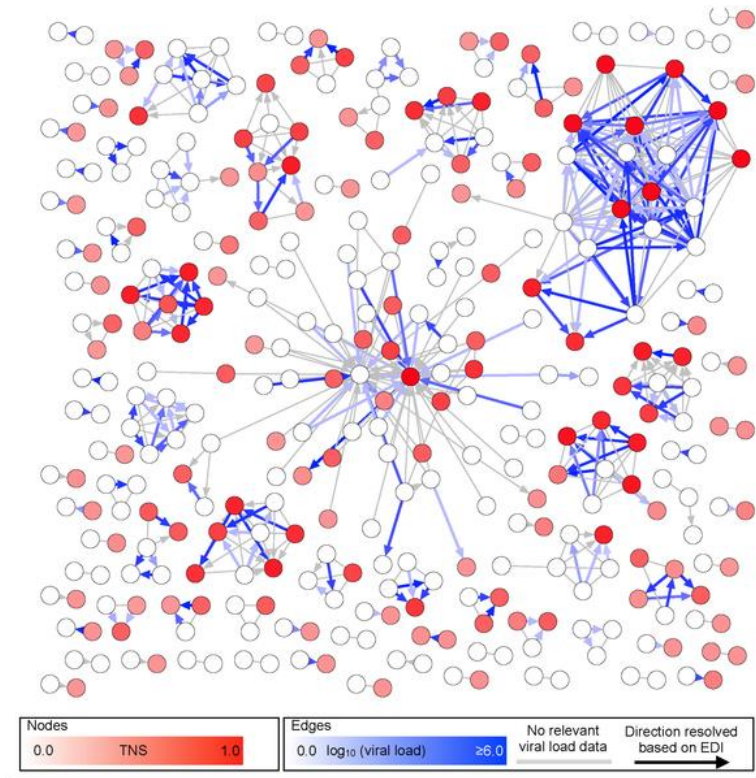 Nodes
0.0 TNS 1.0
Edges
0.0 log₁₀ (viral load) ≥6.0
No relevant
viral load data
Direction resolved
based on EDI